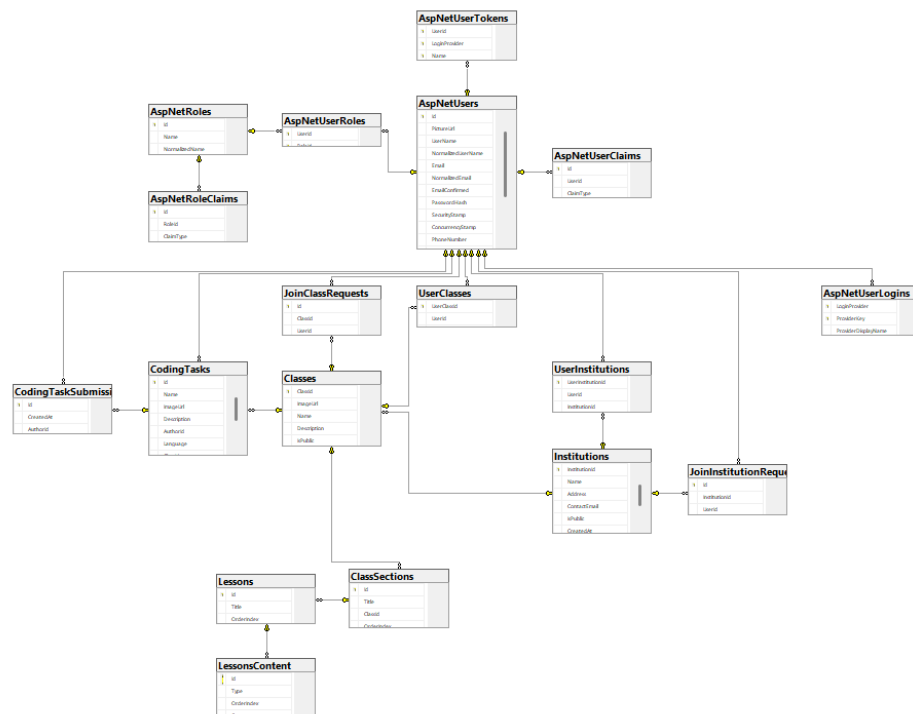 AspNetUserTokens
UserId
LoginProvider
Name
AspNetUsers
Id
PictureUrl
UserName
NormalizedUserName
Email
NormalizedEmail
EmailConfirmed
PasswordHash
SecurityStamp
ConcurrencyStamp
PhoneNumber
AspNetRoles
Id
Name
NormalizedName
AspNetUserRoles
UserId
RoleId
AspNetUserClaims
Id
UserId
ClaimType
AspNetRoleClaims
Id
RoleId
ClaimType
JoinClassRequests
Id
ClassId
UserId
UserClasses
UserClassId
UserId
AspNetUserLogins
LoginProvider
ProviderKey
ProviderDisplayName
CodingTaskSubmissi
Id
CreatedAt
AuthorId
CodingTasks
Id
Name
ImageUrl
Description
AuthorId
Language
Classes
ClassId
ImageUrl
Name
Description
IsPublic
UserInstitutions
UserInstitutionId
UserId
InstitutionId
Institutions
InstitutionId
Name
Address
ContactEmail
IsPublic
CreatedAt
JoinInstitutionReque
Id
InstitutionId
UserId
Lessons
Id
Title
OrderIndex
ClassSections
Id
Title
ClassId
OrderIndex
LessonsContent
Id
Type
OrderIndex